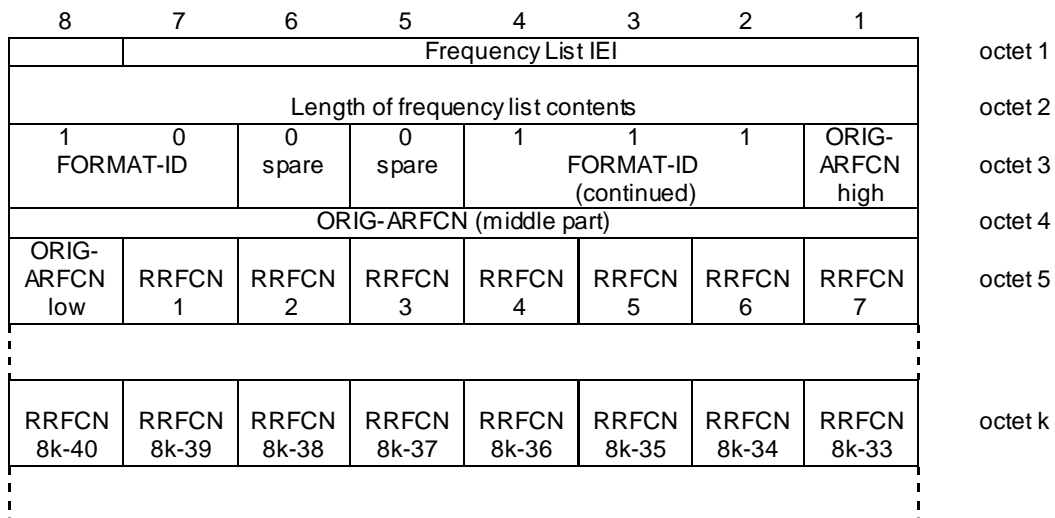 8 7 6 5 4 3 2 1
Frequency List IEI octet 1
Length of frequency list contents octet 2
1 0 0 0 1 1 1 ORIG-
FORMAT-ID spare spare FORMAT-ID ARFCN octet 3
(continued) high
ORIG-ARFCN (middle part) octet 4
ORIG-
ARFCN RRFCN RRFCN RRFCN RRFCN RRFCN RRFCN RRFCN octet 5
low 1 2 3 4 5 6 7
RRFCN RRFCN RRFCN RRFCN RRFCN RRFCN RRFCN RRFCN octet k
8k-40 8k-39 8k-38 8k-37 8k-36 8k-35 8k-34 8k-33